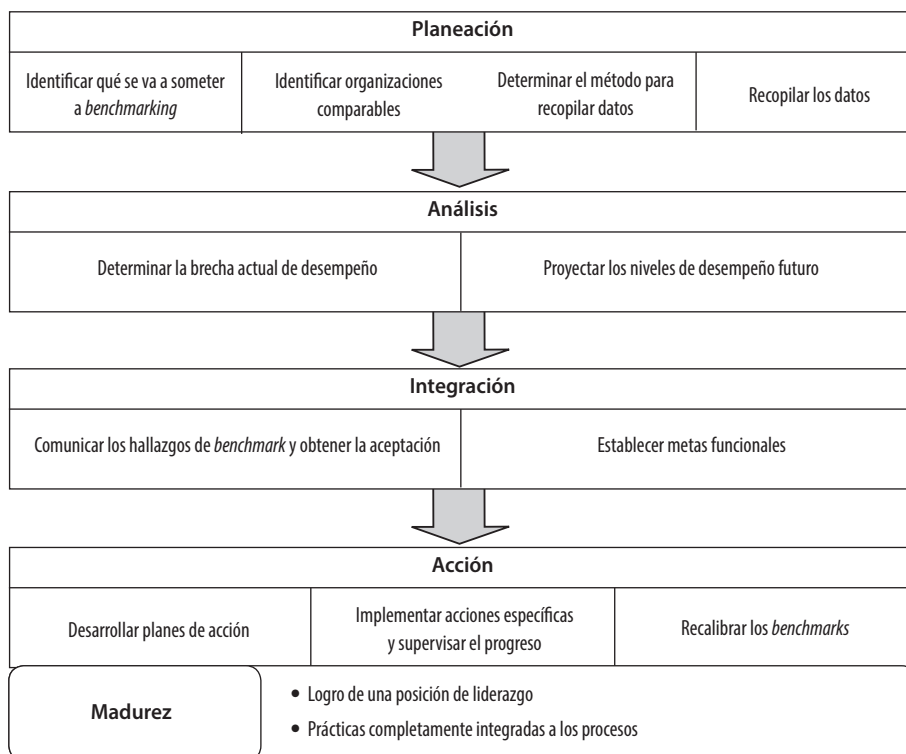 Planeación
Identificar qué se va a someter
a benchmarking
Identificar organizaciones
comparables
Determinar el método para
recopilar datos
Recopilar los datos
Análisis
Determinar la brecha actual de desempeño
Proyectar los niveles de desempeño futuro
Integración
Comunicar los hallazgos de benchmark y obtener la aceptación
Establecer metas funcionales
Acción
Desarrollar planes de acción
Implementar acciones específicas
y supervisar el progreso
Recalibrar los benchmarks
Madurez
• Logro de una posición de liderazgo
• Prácticas completamente integradas a los procesos